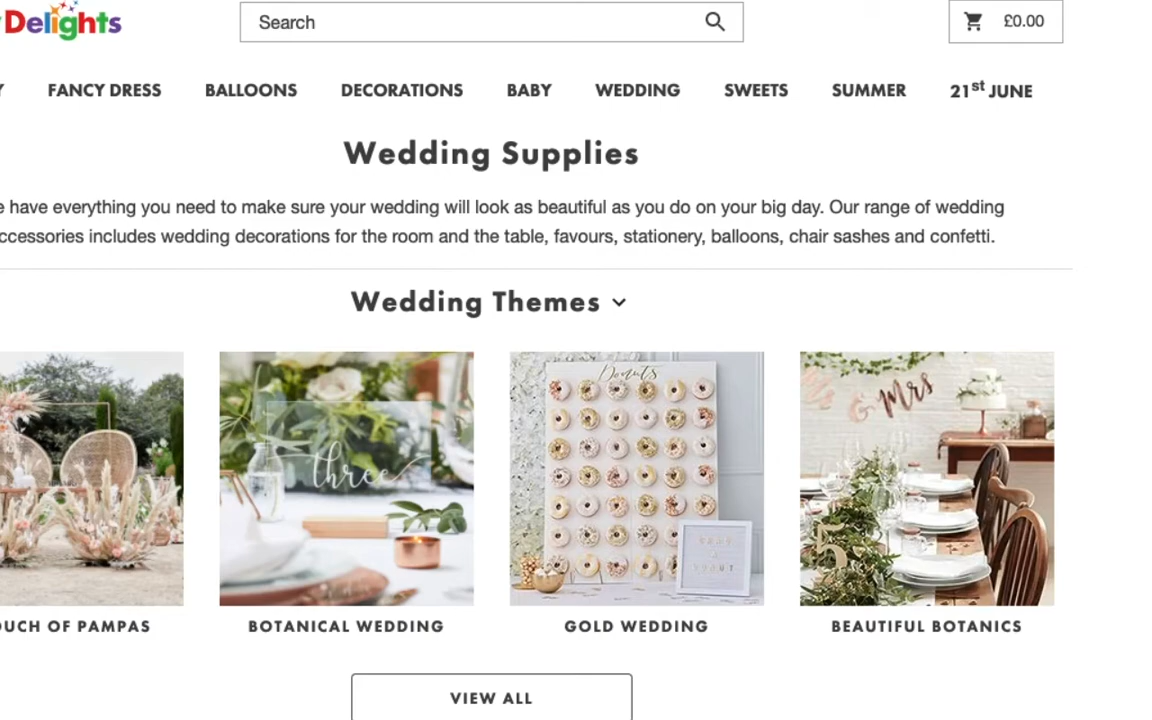 Delights
Search
£0.00
FANCY DRESS BALLOONS DECORATIONS BABY WEDDING SWEETS SUMMER 21st JUNE
Wedding Supplies
have everything you need to make sure your wedding will look as beautiful as you do on your big day. Our range of wedding
ccessories includes wedding decorations for the room and the table, favours, stationery, balloons, chair sashes and confetti.
Wedding Themes
Donuts
three
& Mrs
5
OUCH OF PAMPAS BOTANICAL WEDDING GOLD WEDDING BEAUTIFUL BOTANICS
VIEW ALL